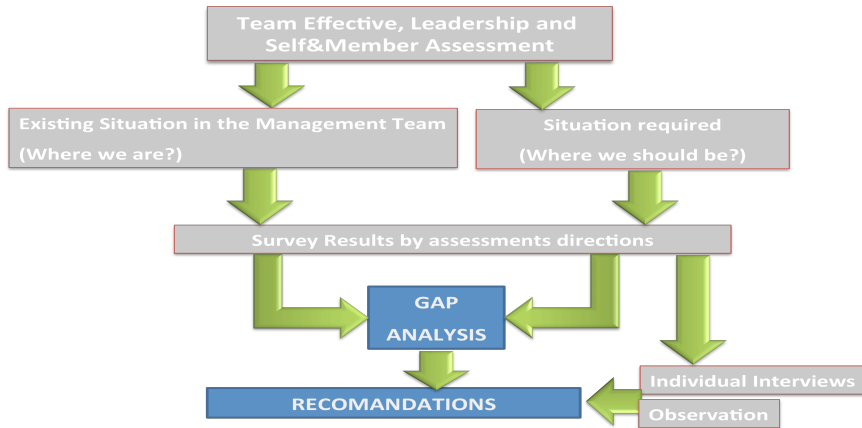 Team Effective, Leadership and
Self&Member Assessment
Existing Situation in the Management Team
(Where we are?)
Situation required
(Where we should be?)
Survey Results by assessments directions
GAP
ANALYSIS
Individual Interviews
RECOMANDATIONS
Observation